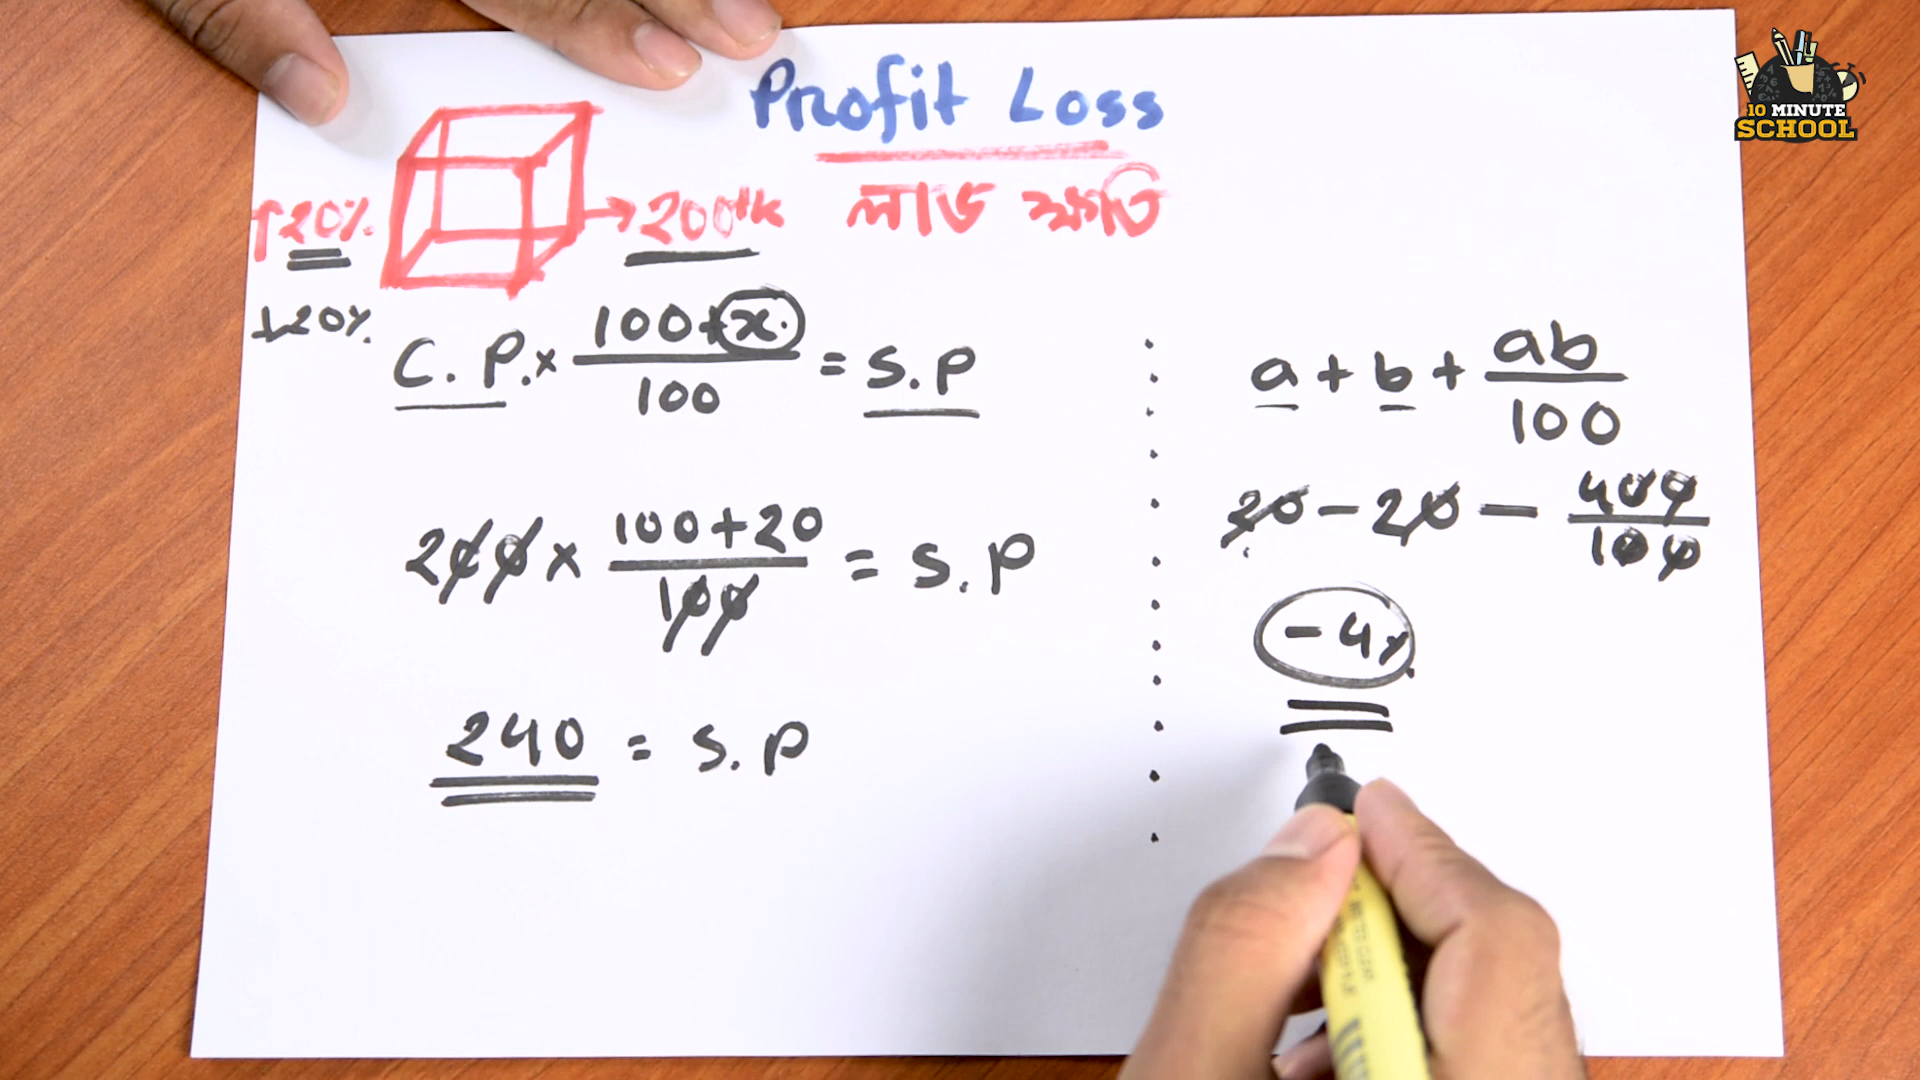 Profit Loss
লাভ ক্ষতি
↑20%
→200tk
↓20%
C.P. × (100+x)/100 = S.P
200 × (100+20)/100 = S.P
240 = S.P
a + b + ab/100
20 - 20 - 400/100
-4%
10 MINUTE
SCHOOL